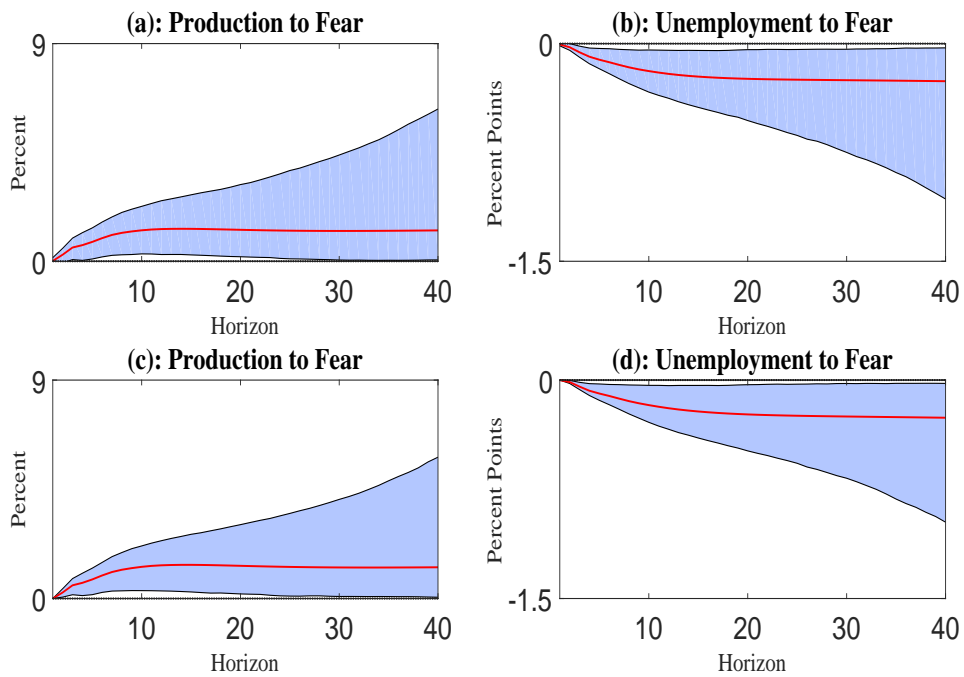 (a): Production to Fear
9
Percent
0
10 20 30 40
Horizon
(b): Unemployment to Fear
0
Percent Points
-1.5
10 20 30 40
Horizon
(c): Production to Fear
9
Percent
0
10 20 30 40
Horizon
(d): Unemployment to Fear
0
Percent Points
-1.5
10 20 30 40
Horizon